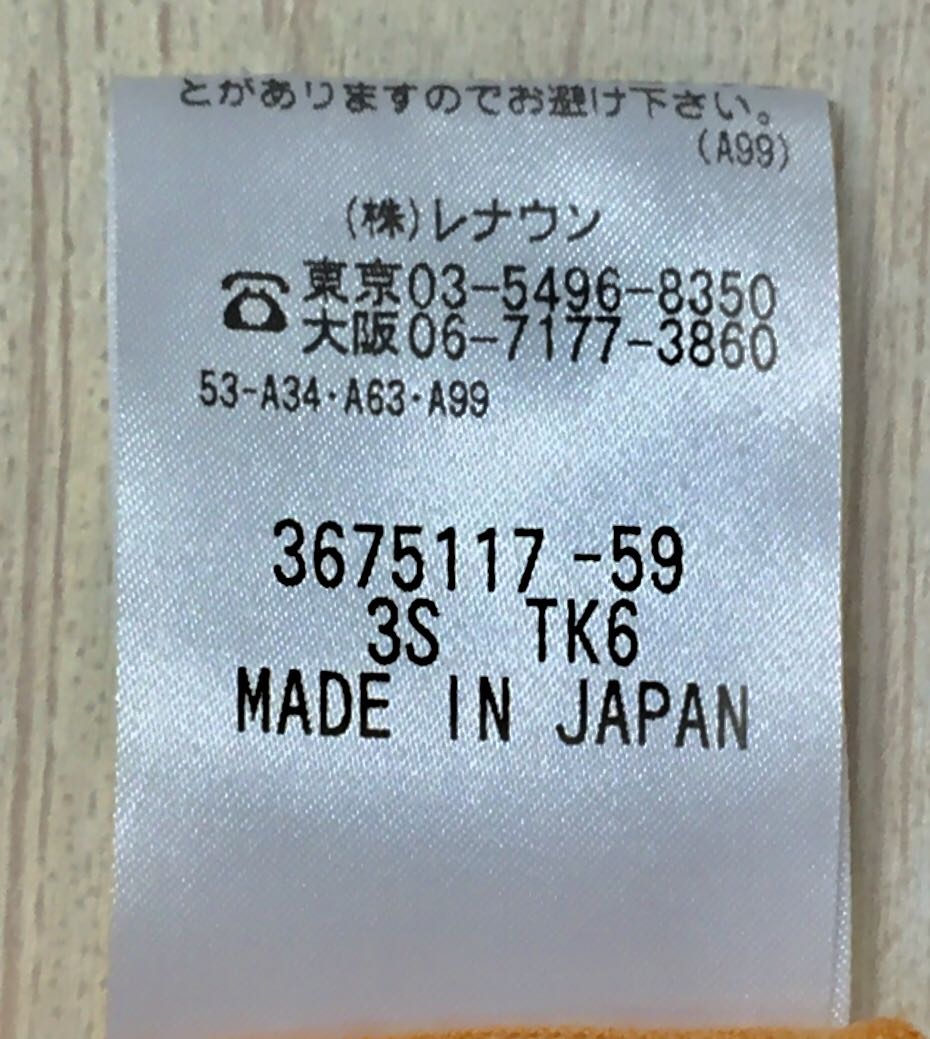 とがありますのでお避け下さい。
(A99)
(株)レナウン
☎東京03-5496-8350
大阪06-7177-3860
53-A34・A63・A99
3675117-59
3S TK6
MADE IN JAPAN